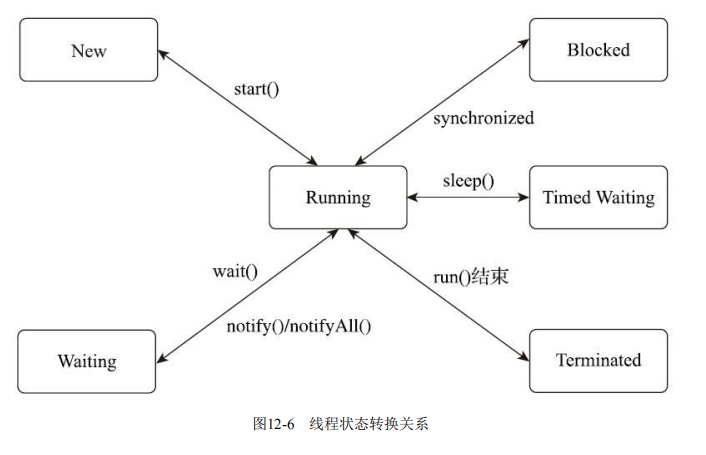 New
Blocked
start()
synchronized
Running
sleep()
Timed Waiting
wait()
run()结束
notify()/notifyAll()
Waiting
Terminated
图12-6 线程状态转换关系